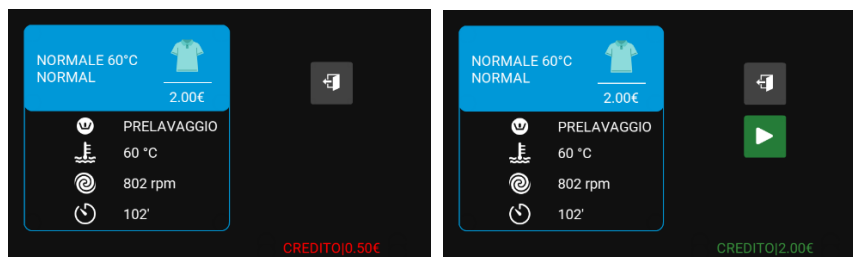 NORMALE 60°C
NORMAL
2.00€
PRELAVAGGIO
60 °C
802 rpm
102'
CREDITO|0.50€
NORMALE 60°C
NORMAL
2.00€
PRELAVAGGIO
60 °C
802 rpm
102'
CREDITO|2.00€